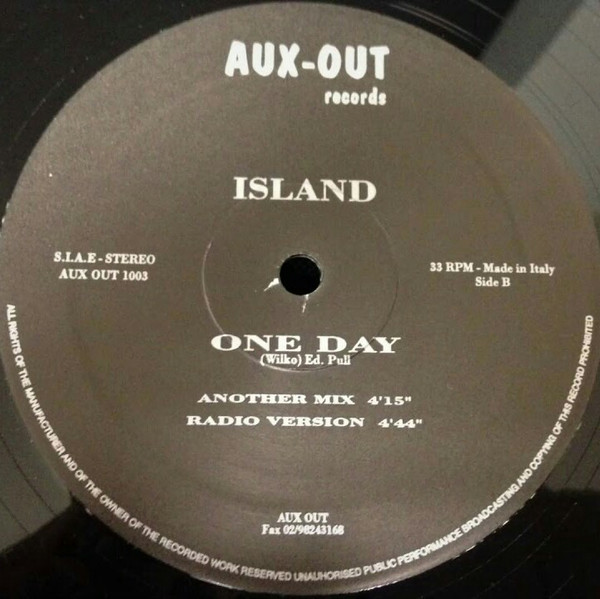 AUX-OUT
records
ISLAND
S.I.A.E - STEREO
AUX OUT 1003
33 RPM - Made in Italy
Side B
ONE DAY
(Wilko) Ed. Pull
ANOTHER MIX 4'15"
RADIO VERSION 4'44"
AUX OUT
Fax 02/98243168
ALL RIGHTS OF THE MANUFACTURER AND OF THE OWNER OF THE RECORDED WORK RESERVED UNAUHORISED PUBLIC PERFORMANCE BROADCASTING AND COPYING OF THIS RECORD PROHIBITED